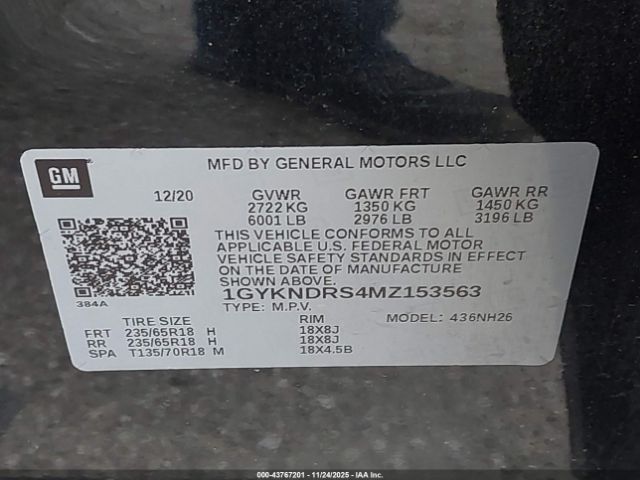 MFD BY GENERAL MOTORS LLC
GM
12/20 GVWR GAWR FRT GAWR RR
2722 KG 1350 KG 1450 KG
6001 LB 2976 LB 3196 LB
THIS VEHICLE CONFORMS TO ALL
APPLICABLE U.S. FEDERAL MOTOR
VEHICLE SAFETY STANDARDS IN EFFECT
ON THE DATE OF MANUFACTURE
SHOWN ABOVE.
384A
1GYKNDRS4MZ153563
TYPE: M.P.V. MODEL: 436NH26
TIRE SIZE RIM
FRT 235/65R18 H 18X8J
RR 235/65R18 H 18X8J
SPA T135/70R18 M 18X4.5B
000-43767201 - 11/24/2025 - IAA Inc.